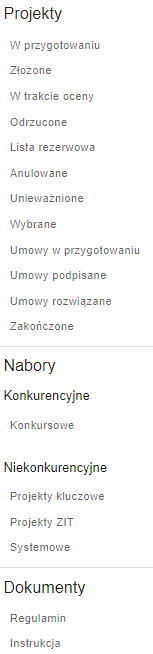 Projekty
W przygotowaniu
Złożone
W trakcie oceny
Odrzucone
Lista rezerwowa
Anulowane
Unieważnione
Wybrane
Umowy w przygotowaniu
Umowy podpisane
Umowy rozwiązane
Zakończone
Nabory
Konkurencyjne
Konkursowe
Niekonkurencyjne
Projekty kluczowe
Projekty ZIT
Systemowe
Dokumenty
Regulamin
Instrukcja